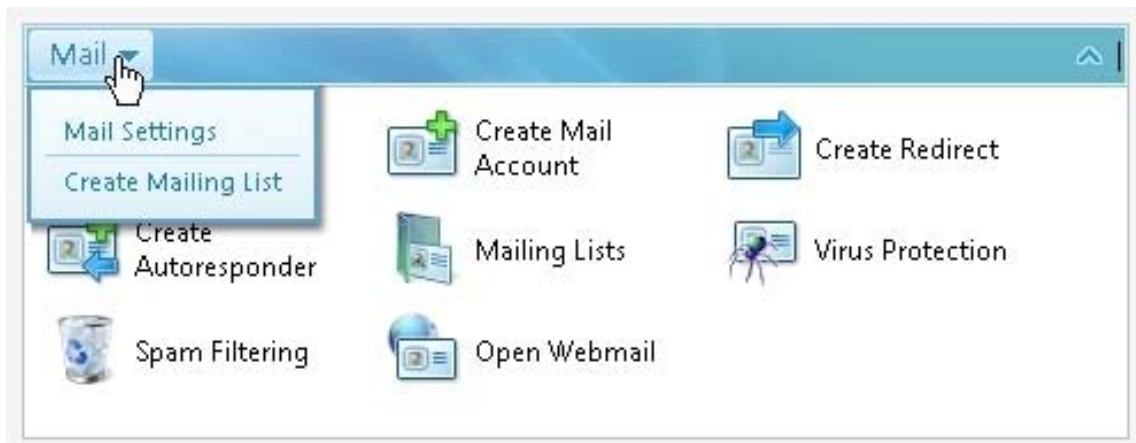 Mail
Mail Settings
Create Mailing List
Create Mail
Account
Create Redirect
Create
Autoresponder
Mailing Lists
Virus Protection
Spam Filtering
Open Webmail